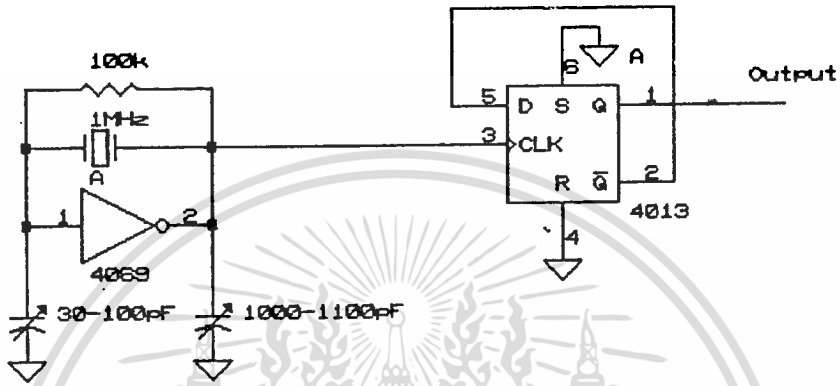 100k
1MHz
A
1
2
4069
30-100pF
1000-1100pF
6
A
5
D
S
Q
1
Output
3
CLK
R
Q̅
2
4
4013